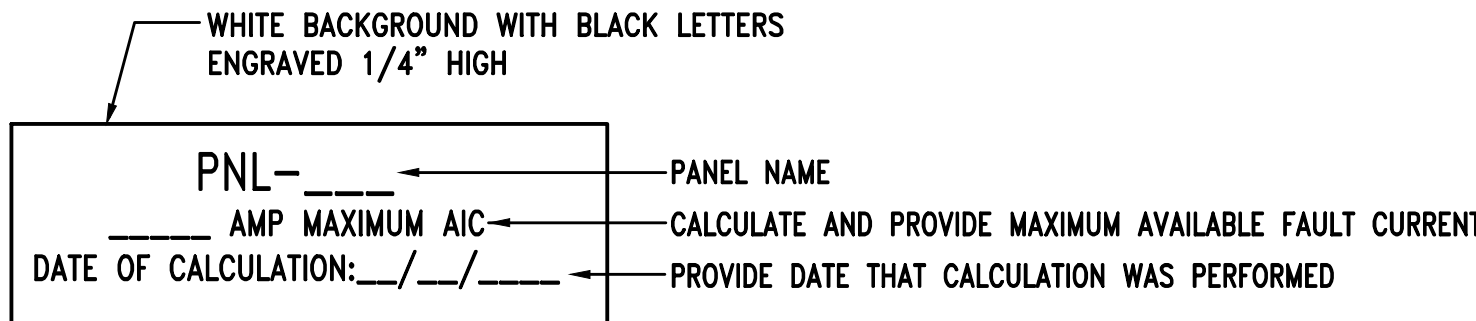 WHITE BACKGROUND WITH BLACK LETTERS
ENGRAVED 1/4" HIGH
PNL-___
PANEL NAME
_____ AMP MAXIMUM AIC
CALCULATE AND PROVIDE MAXIMUM AVAILABLE FAULT CURRENT
DATE OF CALCULATION:__/__/____
PROVIDE DATE THAT CALCULATION WAS PERFORMED